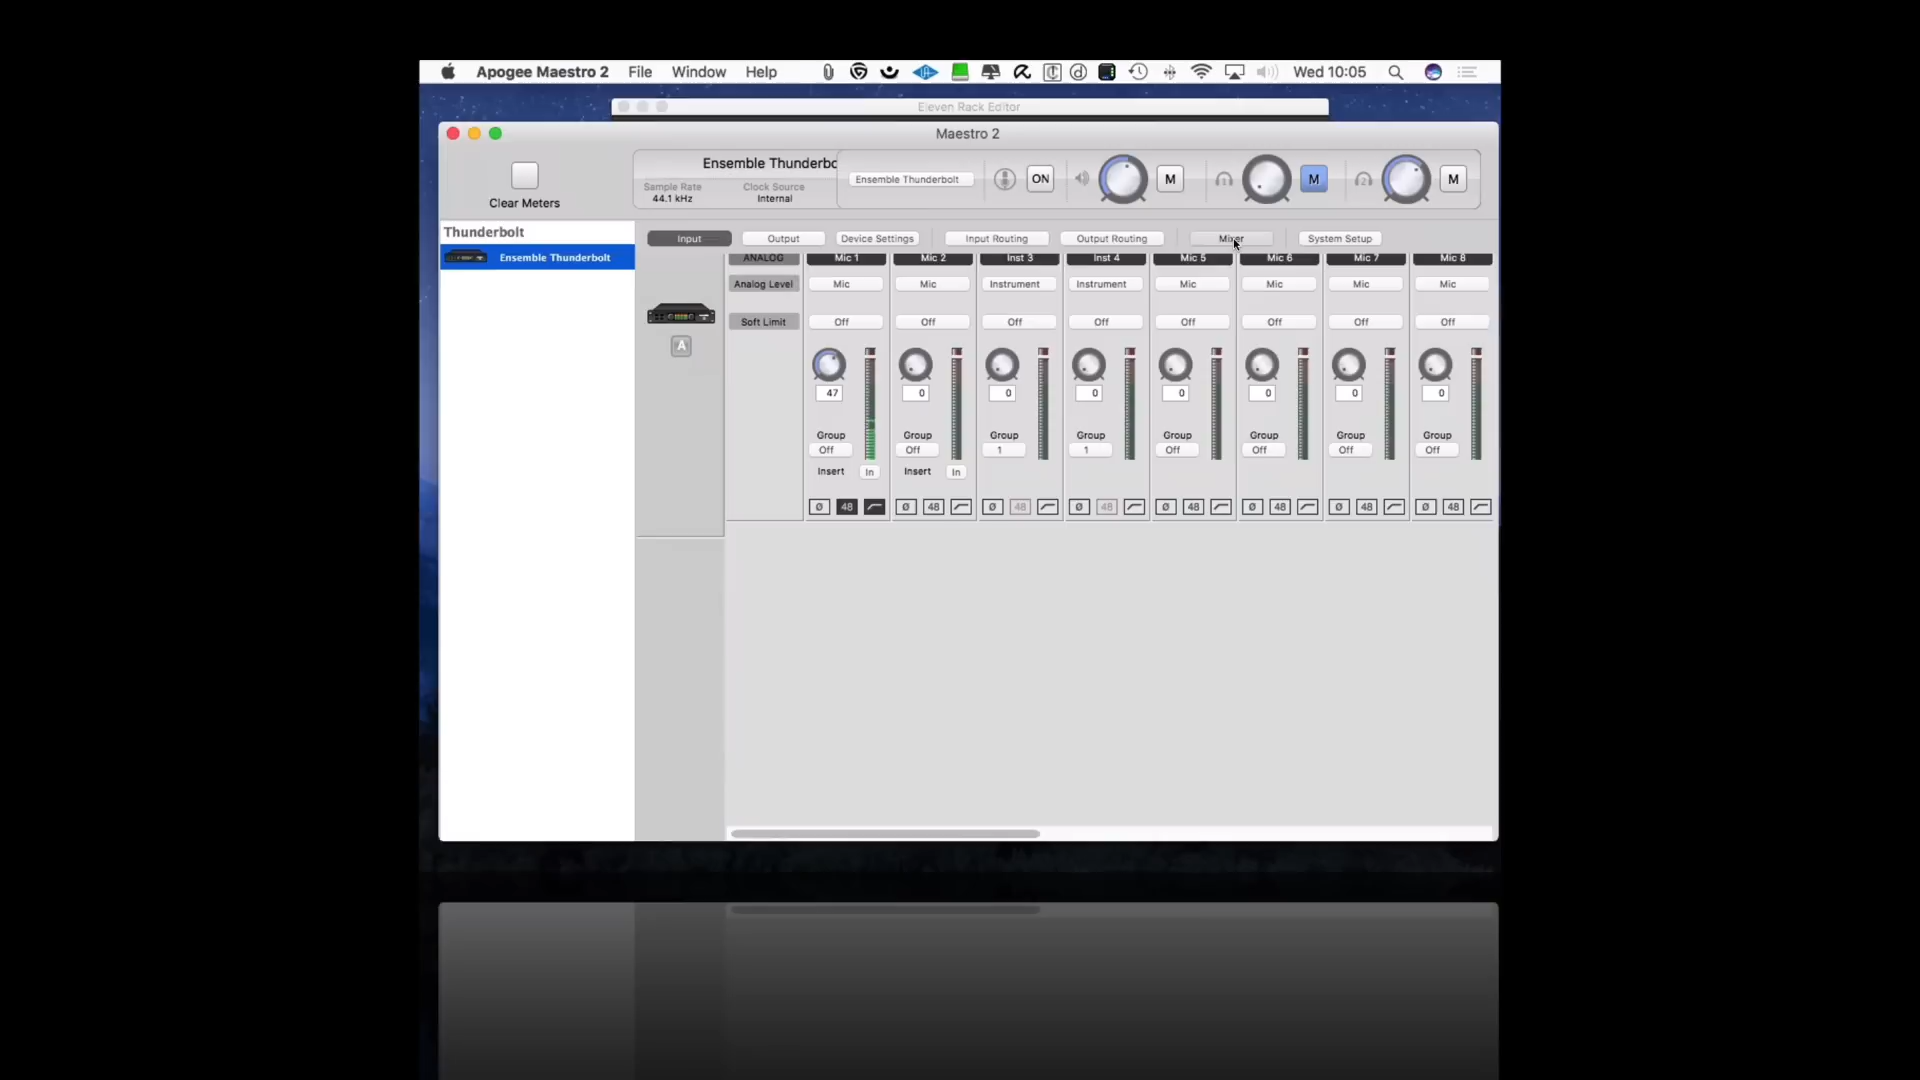 Apogee Maestro 2 File Window Help Wed 10:05
Eleven Rack Editor
Maestro 2
Clear Meters
Ensemble Thunderbo
Sample Rate Clock Source
44.1 kHz Internal
Ensemble Thunderbolt ON M M M
Thunderbolt
Ensemble Thunderbolt
Input Output Device Settings Input Routing Output Routing Mixer System Setup
ANALOG Mic 1 Mic 2 Inst 3 Inst 4 Mic 5 Mic 6 Mic 7 Mic 8
Analog Level Mic Mic Instrument Instrument Mic Mic Mic Mic
Soft Limit Off Off Off Off Off Off Off Off
A
47 0 0 0 0 0 0 0
Group Group Group Group Group Group Group Group
Off Off 1 1 Off Off Off Off
Insert In Insert In
Ø 48 Ø 48 Ø 48 Ø 48 Ø 48 Ø 48 Ø 48 Ø 48